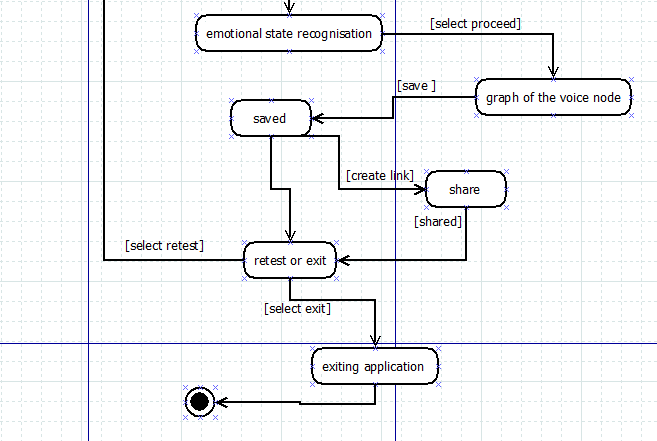 [select proceed]
emotional state recognisation
[save ]
graph of the voice node
saved
[create link]
share
[shared]
[select retest]
retest or exit
[select exit]
exiting application